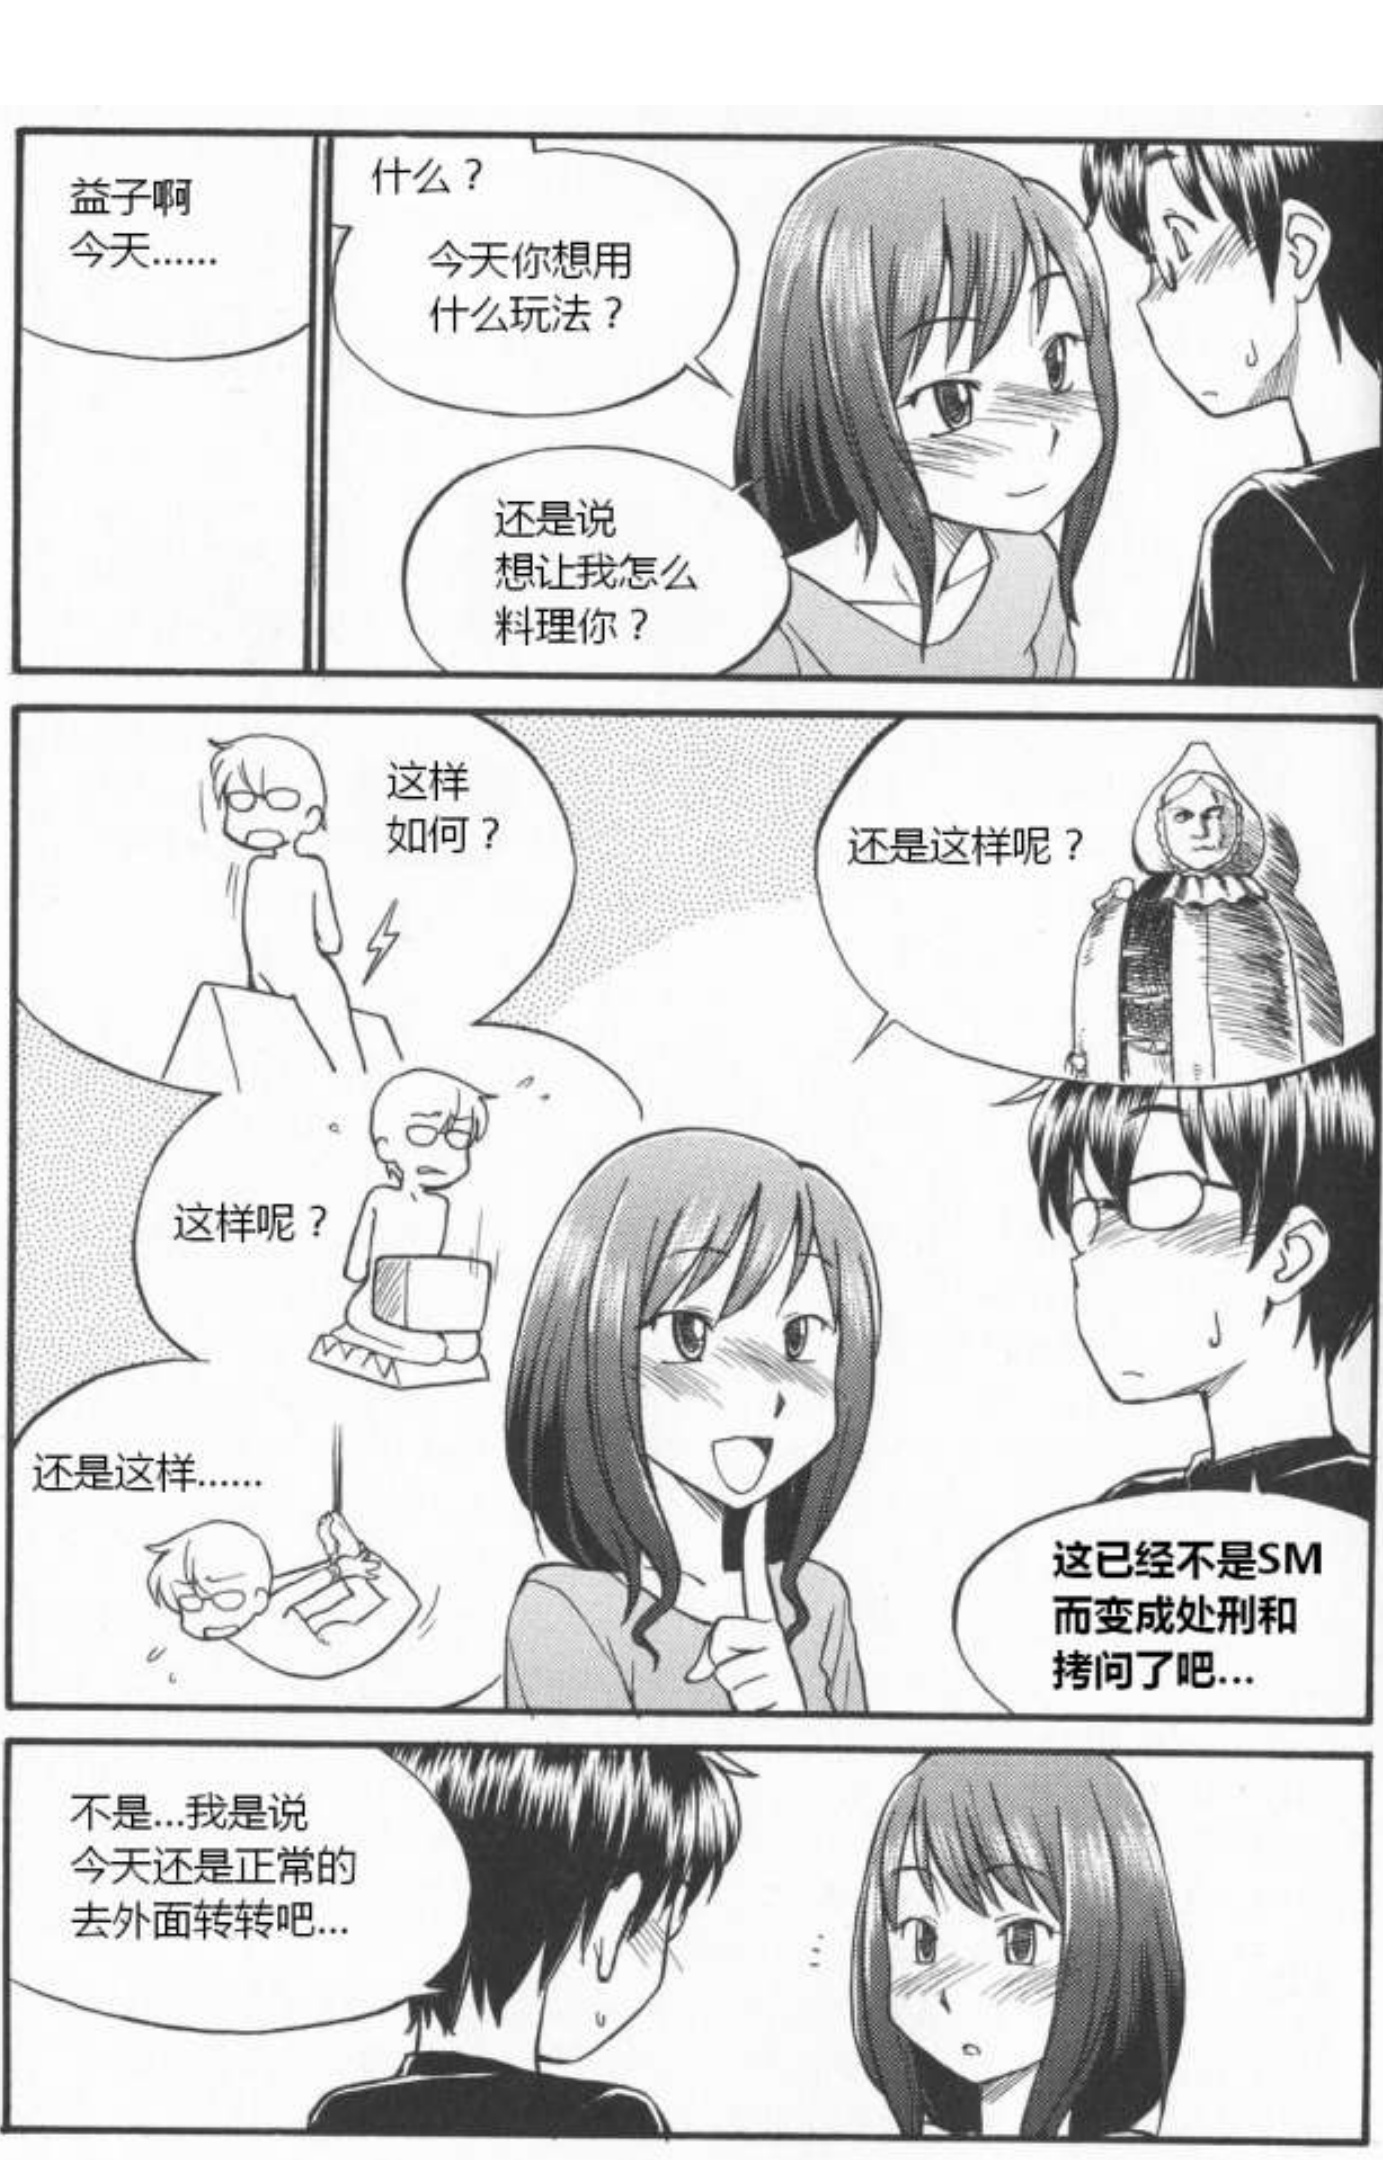 益子啊
今天......
什么？
今天你想用
什么玩法？
还是说
想让我怎么
料理你？
这样
如何？
还是这样呢？
这样呢？
还是这样......
这已经不是SM
而变成处刑和
拷问了吧...
不是...我是说
今天还是正常的
去外面转转吧...